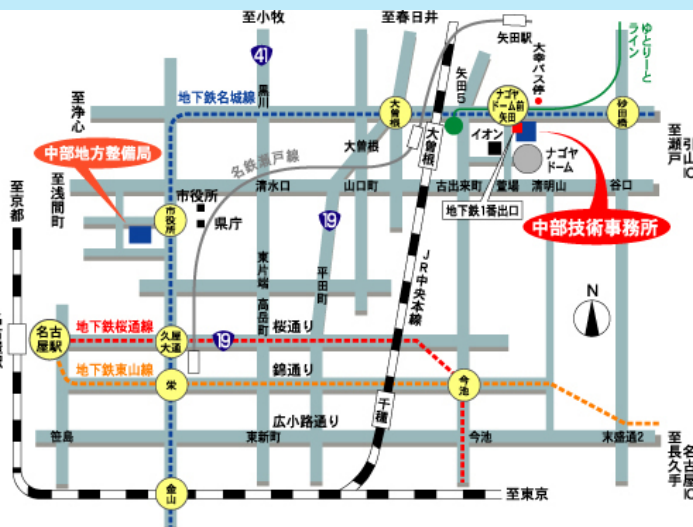 至小牧
至春日井
矢田駅
ゆとりーと
ライン
41
大幸バス停
黒川
矢田5
地下鉄名城線
至浄心
大曽根
ナゴヤ
ドーム前
矢田
砂田橋
中部地方整備局
大曽根
大曽根
イオン
ナゴヤ
ドーム
至瀬戸
引山IC
名鉄瀬戸線
至京都
至浅間町
市役所
清水口
山口町
古出来町
萱場
清明山
谷口
地下鉄1番出口
中部技術事務所
市役所
県庁
19
JR中央本線
東片端
平田町
高岳町
N
名古
屋駅
地下鉄桜通線
久屋
大通
19
桜通り
地下鉄東山線
栄
錦通り
今池
千種
広小路通り
笹島
東新町
今池
末盛通2
至長久手
名古屋IC
金山
至東京